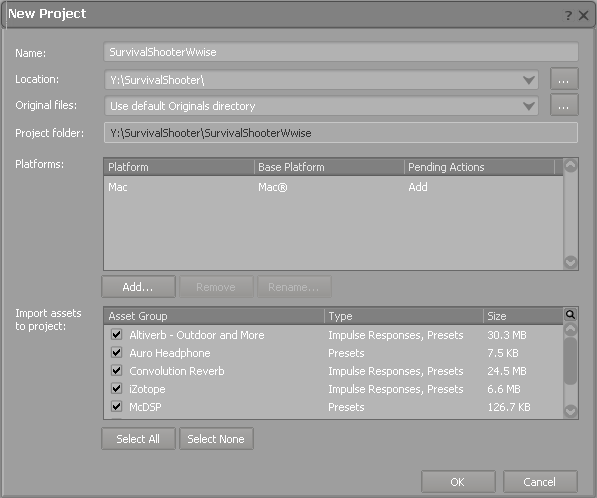 New Project ? X
Name: SurvivalShooterWwise
Location: Y:\SurvivalShooter\ ...
Original files: Use default Originals directory ...
Project folder: Y:\SurvivalShooter\SurvivalShooterWwise
Platforms: Platform Base Platform Pending Actions
Mac Mac® Add
Add... Remove Rename...
Import assets to project: Asset Group Type Size
Altiverb - Outdoor and More Impulse Responses, Presets 30.3 MB
Auro Headphone Presets 7.5 KB
Convolution Reverb Impulse Responses, Presets 24.5 MB
iZotope Impulse Responses, Presets 6.6 MB
McDSP Presets 126.7 KB
Select All Select None
OK Cancel